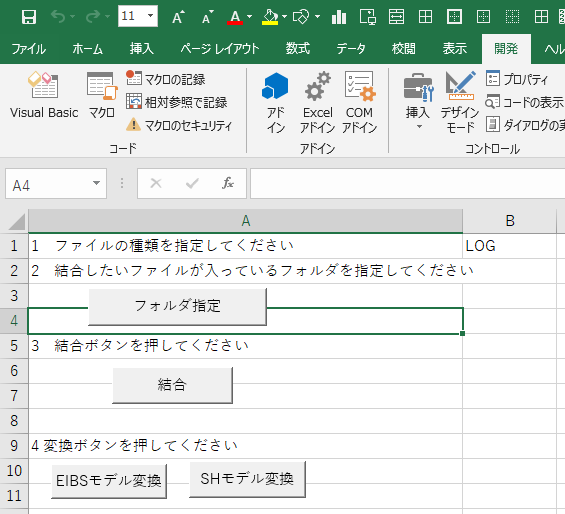 11
ファイル ホーム 挿入 ページ レイアウト 数式 データ 校閲 表示 開発 ヘル
Visual Basic マクロ マクロの記録 相対参照で記録 マクロのセキュリティ
アド
イン
Excel
アドイン
COM
アドイン
挿入 デザイン
モード
プロパティ
コードの表示
ダイアログの実
コード アドイン コントロール
A4 fx
A B
1 1 ファイルの種類を指定してください LOG
2 2 結合したいファイルが入っているフォルダを指定してください
3 フォルダ指定
4
5 3 結合ボタンを押してください
6
結合
7
8
9 4 変換ボタンを押してください
10 EIBSモデル変換 SHモデル変換
11